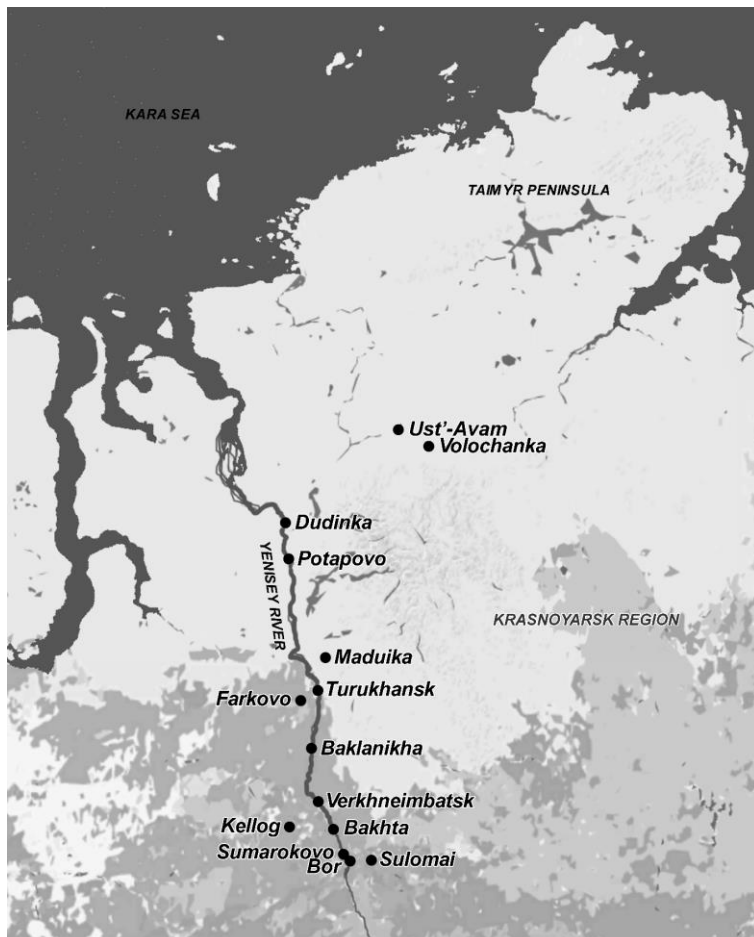 KARA SEA
TAIMYR PENINSULA
Ust'-Avam
Volochanka
Dudinka
Potapovo
YENISEY RIVER
KRASNOYARSK REGION
Maduika
Turukhansk
Farkovo
Baklanikha
Verkhneimbatsk
Kellog
Bakhta
Sumarokovo
Bor
Sulomai